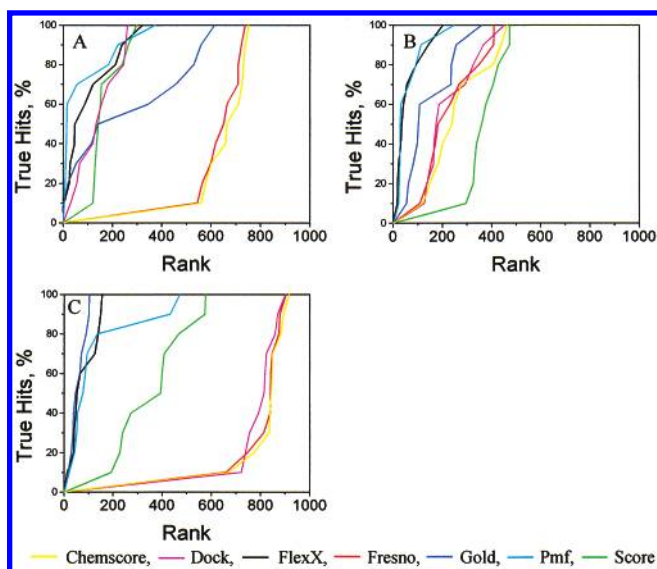 A
B
True Hits, %
100
80
60
40
20
0
0 200 400 600 800 1000
Rank
True Hits, %
100
80
60
40
20
0
0 200 400 600 800 1000
Rank
C
True Hits, %
100
80
60
40
20
0
0 200 400 600 800 1000
Rank
Chemscore, Dock, FlexX, Fresno, Gold, Pmf, Score